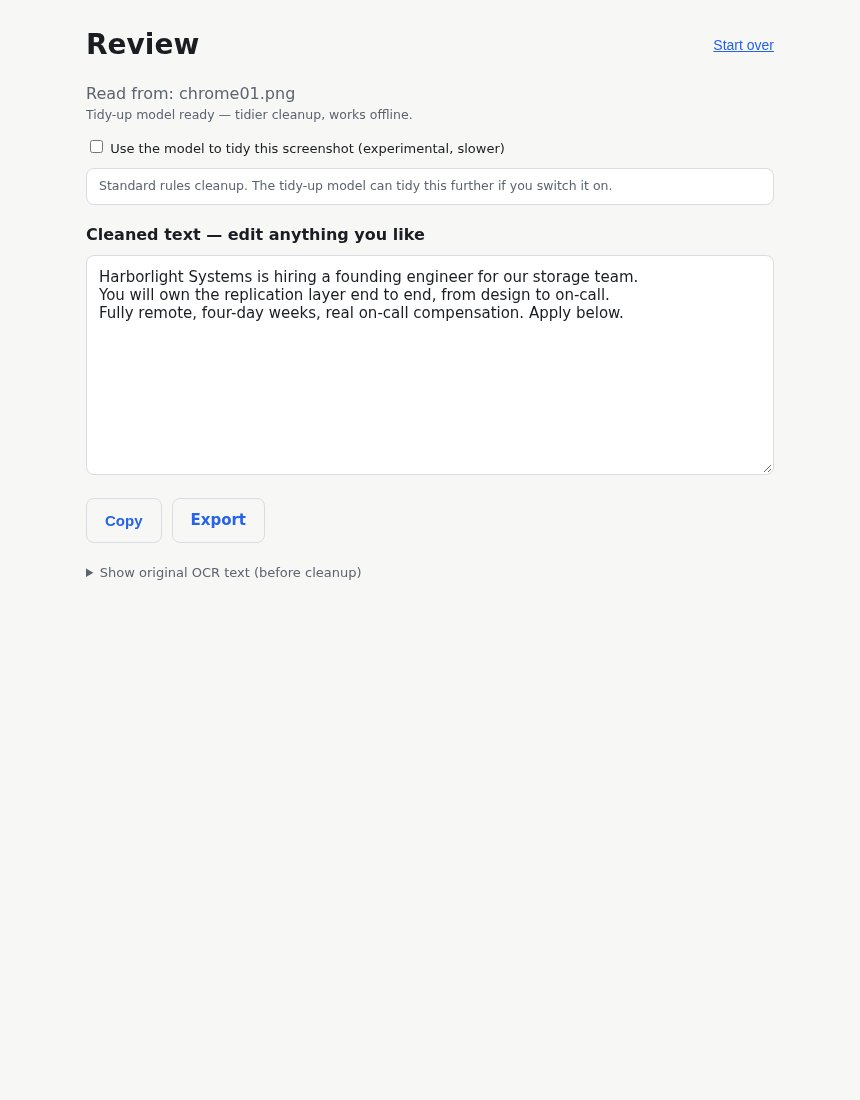 Review
Start over
Read from: chrome01.png
Tidy-up model ready — tidier cleanup, works offline.
Use the model to tidy this screenshot (experimental, slower)
Standard rules cleanup. The tidy-up model can tidy this further if you switch it on.
Cleaned text — edit anything you like
Harborlight Systems is hiring a founding engineer for our storage team.
You will own the replication layer end to end, from design to on-call.
Fully remote, four-day weeks, real on-call compensation. Apply below.
Copy
Export
Show original OCR text (before cleanup)